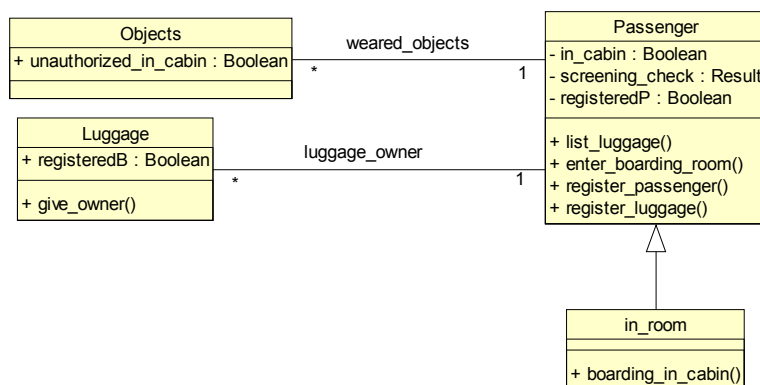 Objects
+ unauthorized_in_cabin : Boolean
weared_objects
*
1
Passenger
- in_cabin : Boolean
- screening_check : Result
- registeredP : Boolean
+ list_luggage()
+ enter_boarding_room()
+ register_passenger()
+ register_luggage()
Luggage
+ registeredB : Boolean
+ give_owner()
luggage_owner
*
1
in_room
+ boarding_in_cabin()